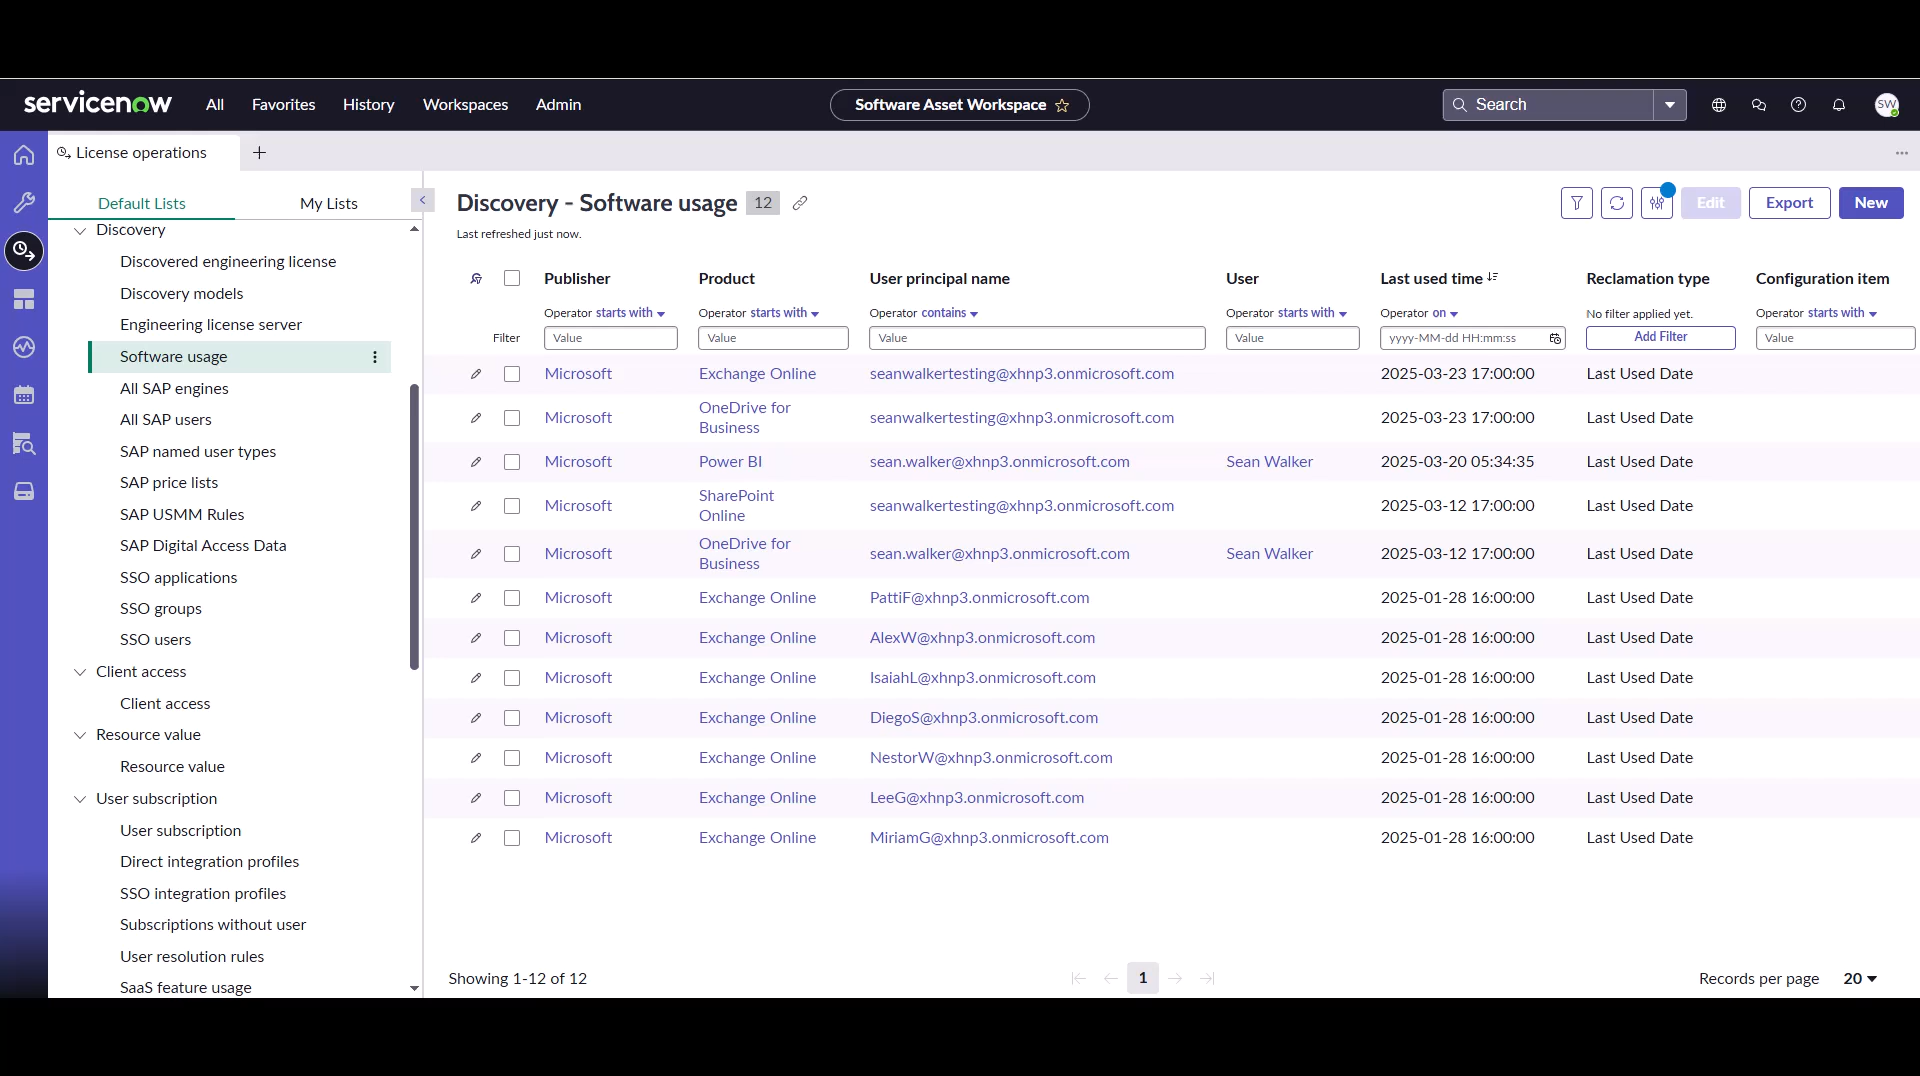 servicenow All Favorites History Workspaces Admin Software Asset Workspace Search SW
License operations
Default Lists My Lists
Discovery
Discovered engineering license
Discovery models
Engineering license server
Software usage
All SAP engines
All SAP users
SAP named user types
SAP price lists
SAP USMM Rules
SAP Digital Access Data
SSO applications
SSO groups
SSO users
Client access
Client access
Resource value
Resource value
User subscription
User subscription
Direct integration profiles
SSO integration profiles
Subscriptions without user
User resolution rules
SaaS feature usage
Discovery - Software usage 12 Edit Export New
Last refreshed just now.
Publisher Product User principal name User Last used time Reclamation type Configuration item
Operator starts with Operator starts with Operator contains Operator starts with Operator on No filter applied yet. Operator starts with
Filter Value Value Value Value yyyy-MM-dd HH:mm:ss Add Filter Value
Microsoft Exchange Online seanwalkertesting@xhnp3.onmicrosoft.com 2025-03-23 17:00:00 Last Used Date
Microsoft OneDrive for Business seanwalkertesting@xhnp3.onmicrosoft.com 2025-03-23 17:00:00 Last Used Date
Microsoft Power BI sean.walker@xhnp3.onmicrosoft.com Sean Walker 2025-03-20 05:34:35 Last Used Date
Microsoft SharePoint Online seanwalkertesting@xhnp3.onmicrosoft.com 2025-03-12 17:00:00 Last Used Date
Microsoft OneDrive for Business sean.walker@xhnp3.onmicrosoft.com Sean Walker 2025-03-12 17:00:00 Last Used Date
Microsoft Exchange Online PattiF@xhnp3.onmicrosoft.com 2025-01-28 16:00:00 Last Used Date
Microsoft Exchange Online AlexW@xhnp3.onmicrosoft.com 2025-01-28 16:00:00 Last Used Date
Microsoft Exchange Online IsaiahL@xhnp3.onmicrosoft.com 2025-01-28 16:00:00 Last Used Date
Microsoft Exchange Online DiegoS@xhnp3.onmicrosoft.com 2025-01-28 16:00:00 Last Used Date
Microsoft Exchange Online NestorW@xhnp3.onmicrosoft.com 2025-01-28 16:00:00 Last Used Date
Microsoft Exchange Online LeeG@xhnp3.onmicrosoft.com 2025-01-28 16:00:00 Last Used Date
Microsoft Exchange Online MiriamG@xhnp3.onmicrosoft.com 2025-01-28 16:00:00 Last Used Date
Showing 1-12 of 12 1 Records per page 20